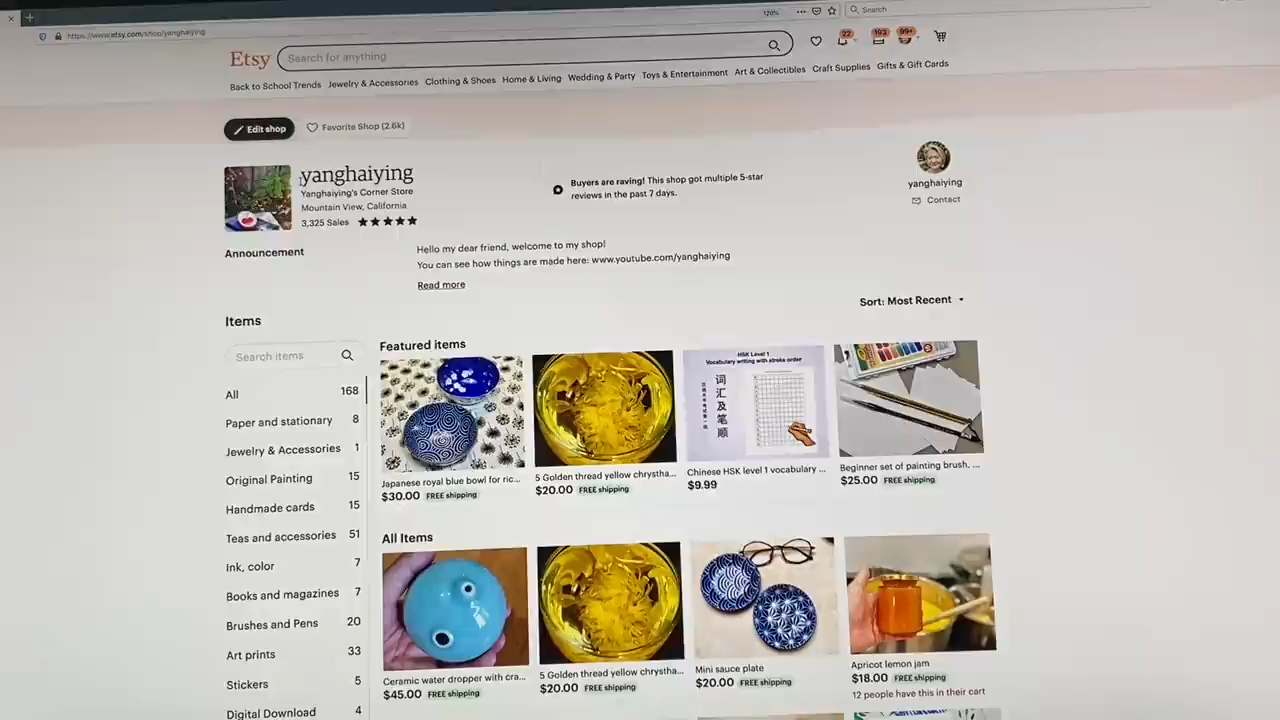 https://www.etsy.com/shop/yanghaiying
120%
Search
Etsy
Search for anything
22
193
99+
Back to School Trends Jewelry & Accessories Clothing & Shoes Home & Living Wedding & Party Toys & Entertainment Art & Collectibles Craft Supplies Gifts & Gift Cards
Edit shop
Favorite Shop (2.6k)
yanghaiying
Yanghaiying's Corner Store
Mountain View, California
3,325 Sales
Buyers are raving! This shop got multiple 5-star
reviews in the past 7 days.
yanghaiying
Contact
Announcement
Hello my dear friend, welcome to my shop!
You can see how things are made here: www.youtube.com/yanghaiying
Read more
Sort: Most Recent
Items
Search items
All 168
Paper and stationary 8
Jewelry & Accessories 1
Original Painting 15
Handmade cards 15
Teas and accessories 51
Ink, color 7
Books and magazines 7
Brushes and Pens 20
Art prints 33
Stickers 5
Digital Download 4
Featured items
HSK Level 1
Vocabulary writing with stroke order
词汇及笔顺
Japanese royal blue bowl for ric...
$30.00 FREE shipping
5 Golden thread yellow chrystha...
$20.00 FREE shipping
Chinese HSK level 1 vocabulary ...
$9.99
Beginner set of painting brush, ...
$25.00 FREE shipping
All Items
Ceramic water dropper with cra...
$45.00 FREE shipping
5 Golden thread yellow chrystha...
$20.00 FREE shipping
Mini sauce plate
$20.00 FREE shipping
Apricot lemon jam
$18.00 FREE shipping
12 people have this in their cart